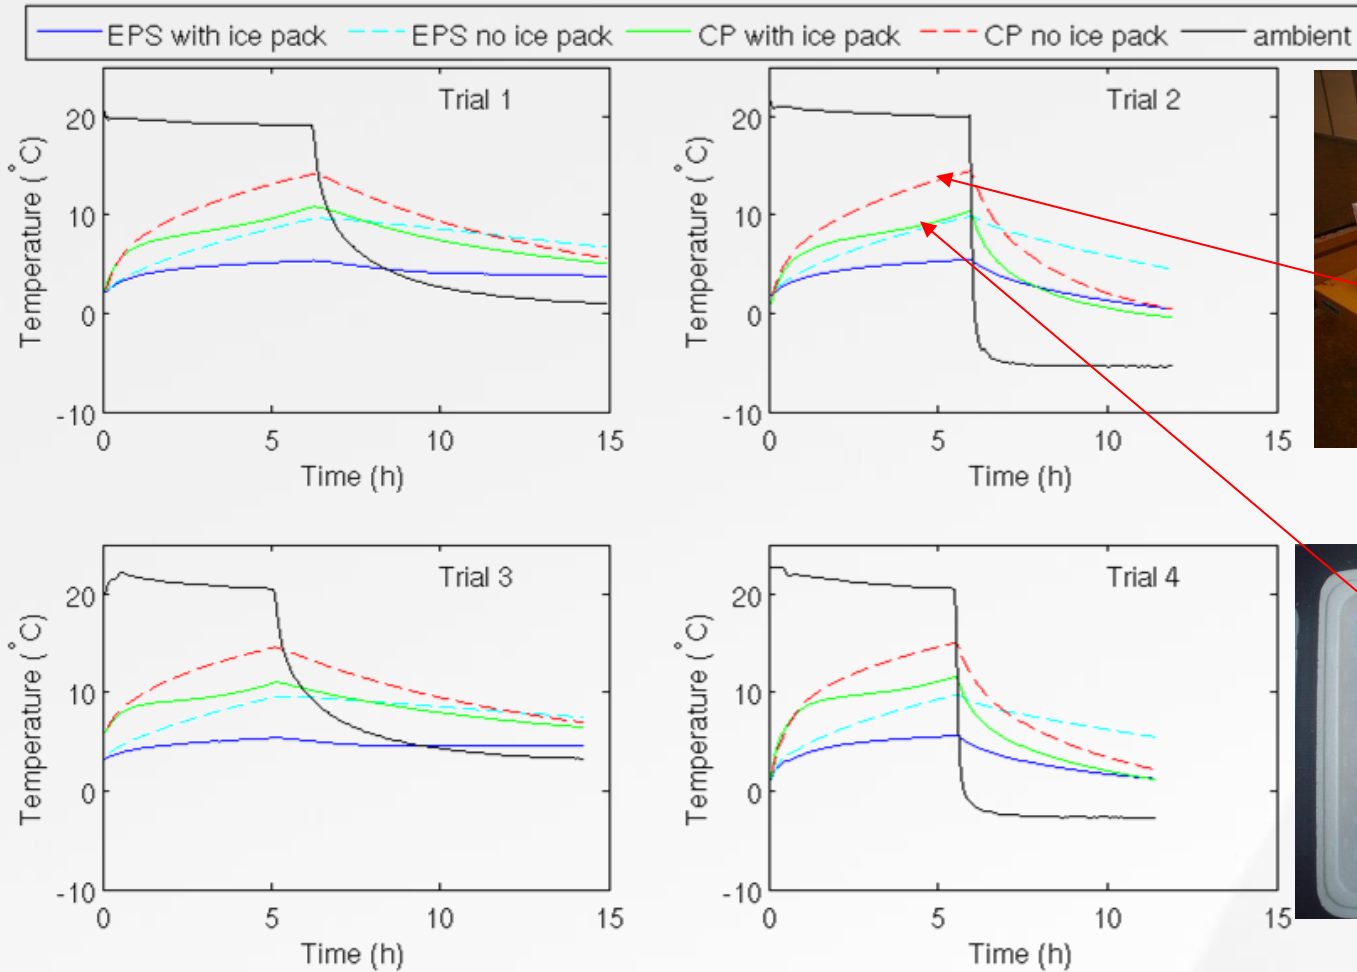 EPS with ice pack EPS no ice pack CP with ice pack CP no ice pack ambient
Trial 1
20
10
0
-10
0 5 10 15
Temperature (°C)
Time (h)
Trial 2
20
10
0
-10
0 5 10 15
Temperature (°C)
Time (h)
Trial 3
20
10
0
-10
0 5 10 15
Temperature (°C)
Time (h)
Trial 4
20
10
0
-10
0 5 10 15
Temperature (°C)
Time (h)